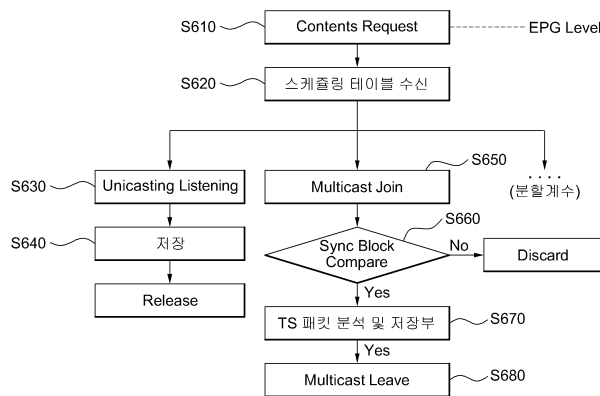 S610
Contents Request
EPG Level
S620
스케쥴링 테이블 수신
S650
S630
Unicasting Listening
Multicast Join
. . . .
(분할계수)
S660
S640
저장
Sync Block
Compare
No
Discard
Release
Yes
TS 패킷 분석 및 저장부
S670
Yes
Multicast Leave
S680